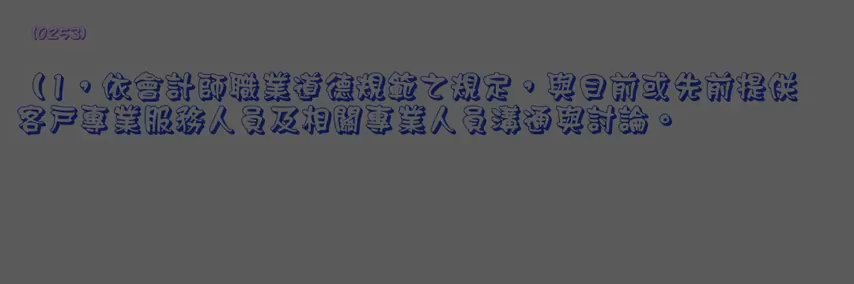 (0253)
（1，依會計師職業道德規範之規定，與目前或先前提供
客戶專業服務人員及相關專業人員溝通與討論。